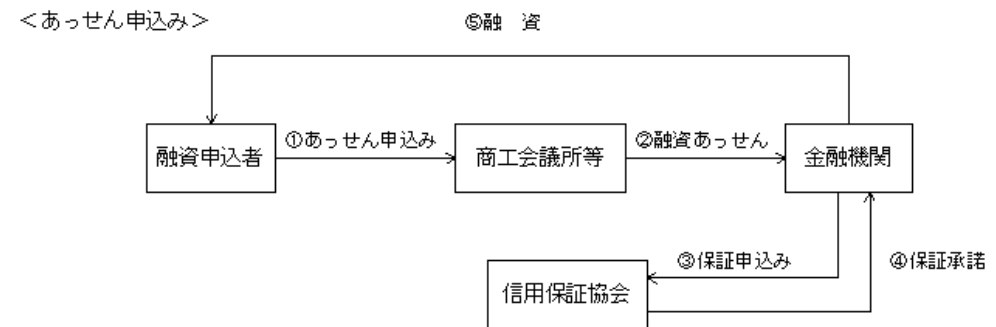 ＜あっせん申込み＞
⑤融　資
融資申込者
①あっせん申込み
商工会議所等
②融資あっせん
金融機関
③保証申込み
④保証承諾
信用保証協会